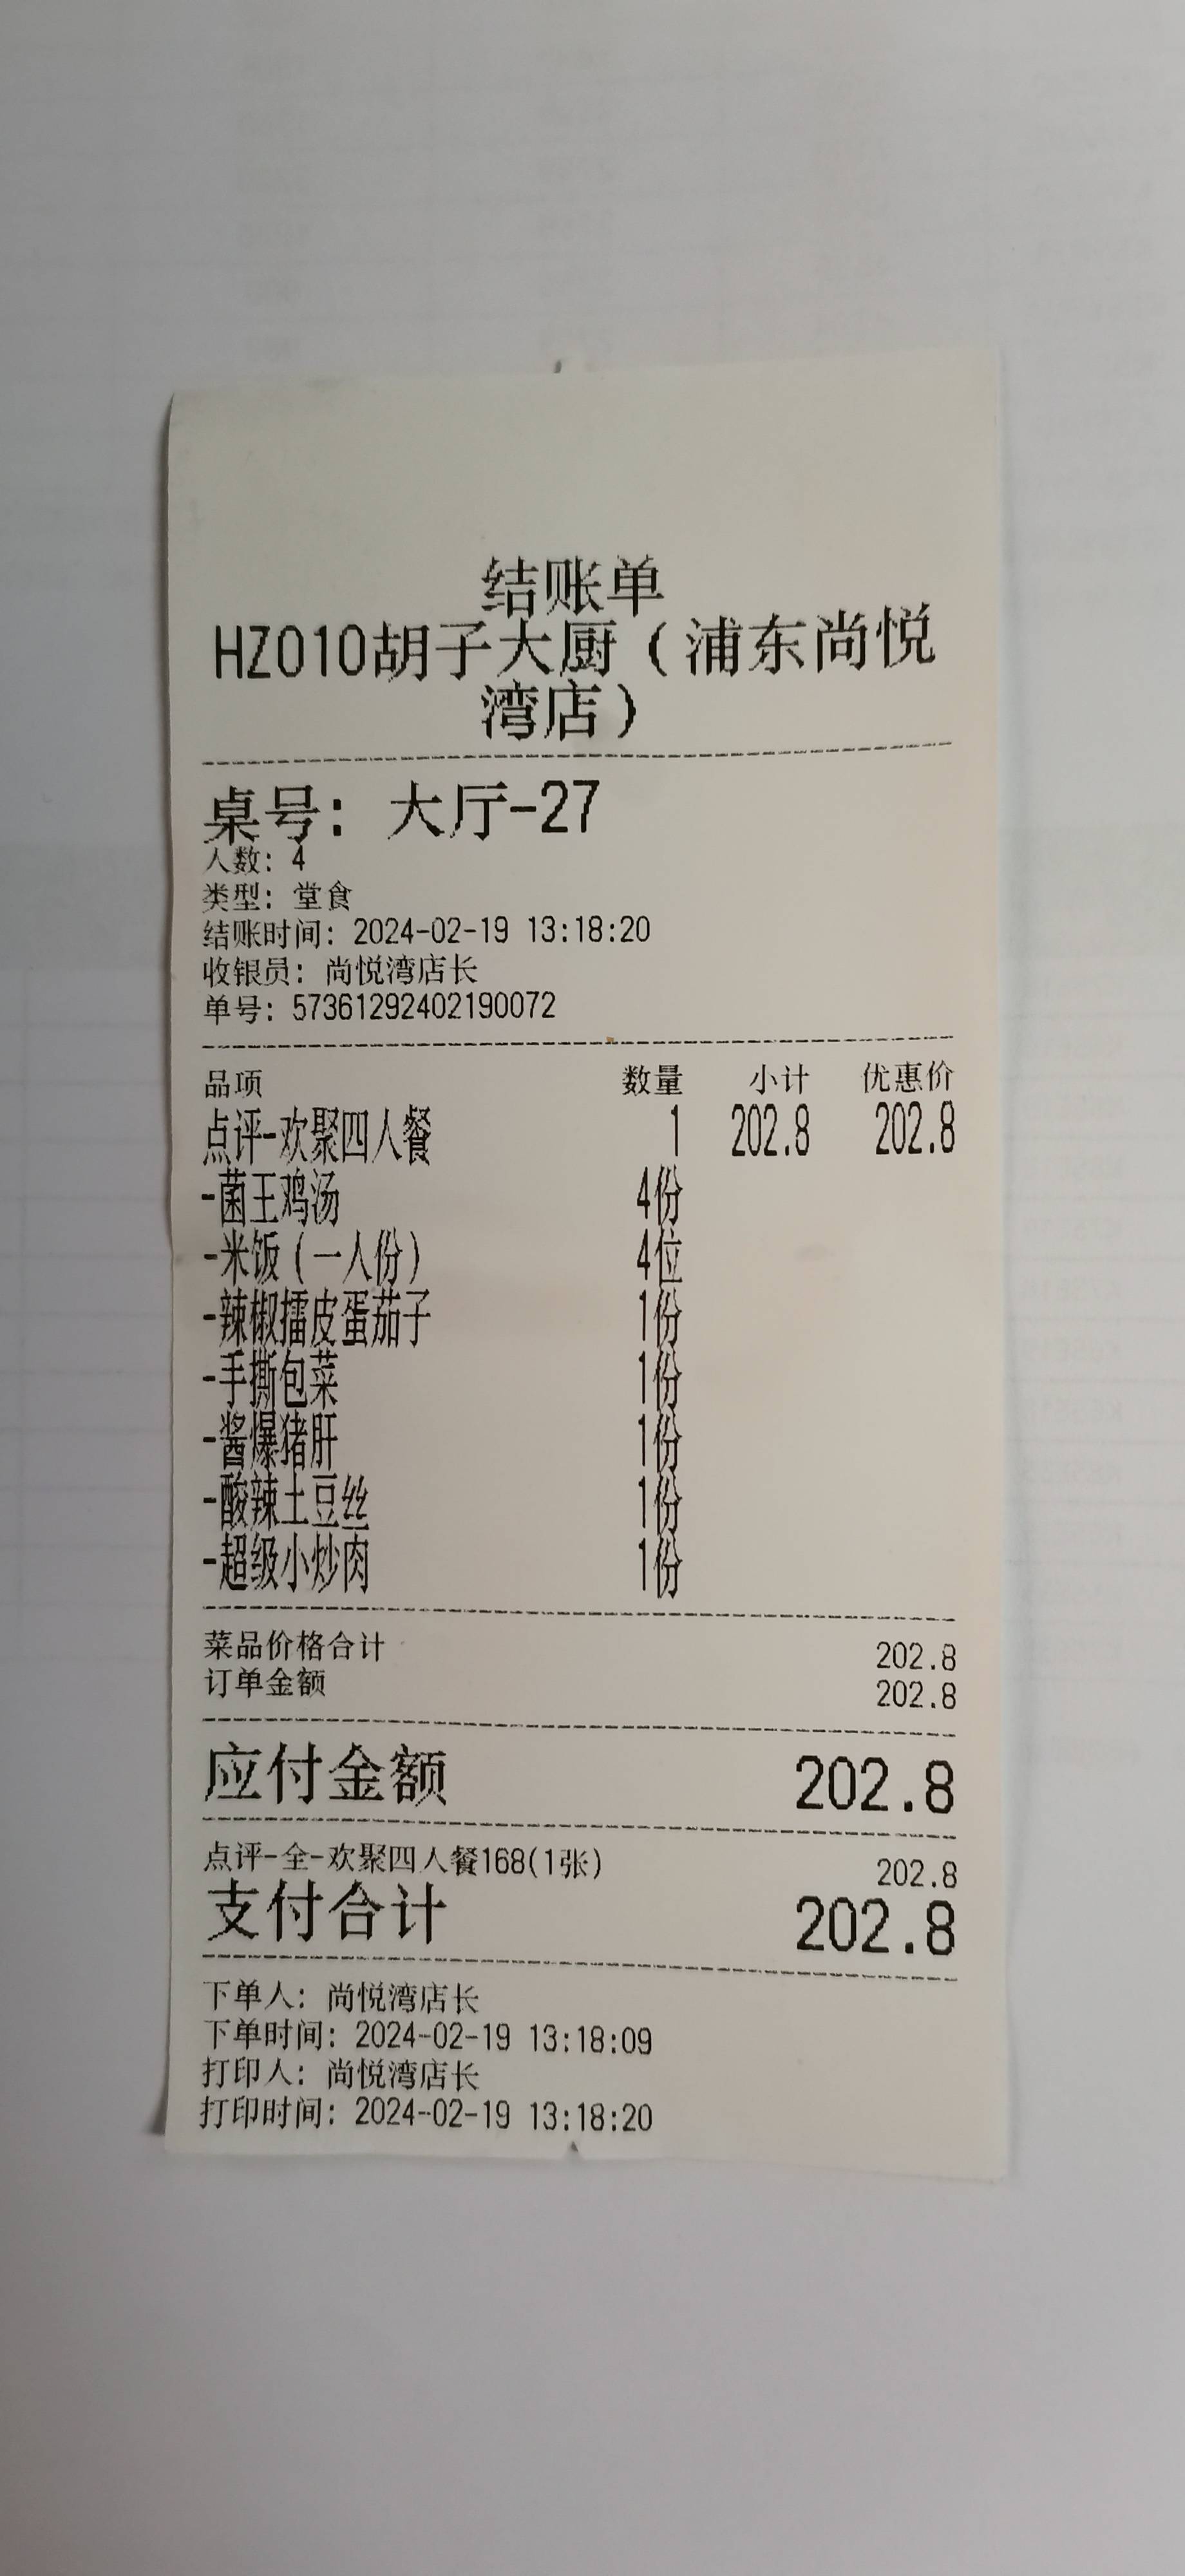 结账单
HZ010胡子大厨（浦东尚悦
湾店）
桌号: 大厅-27
人数: 4
类型: 堂食
结账时间: 2024-02-19 13:18:20
收银员: 尚悦湾店长
单号: 57361292402190072
品项 数量 小计 优惠价
点评-欢聚四人餐 1 202.8 202.8
-菌王鸡汤 4份
-米饭（一人份） 4位
-辣椒擂皮蛋茄子 1份
-手撕包菜 1份
-酱爆猪肝 1份
-酸辣土豆丝 1份
-超级小炒肉 1份
菜品价格合计 202.8
订单金额 202.8
应付金额 202.8
点评-全-欢聚四人餐168(1张) 202.8
支付合计 202.8
下单人: 尚悦湾店长
下单时间: 2024-02-19 13:18:09
打印人: 尚悦湾店长
打印时间: 2024-02-19 13:18:20